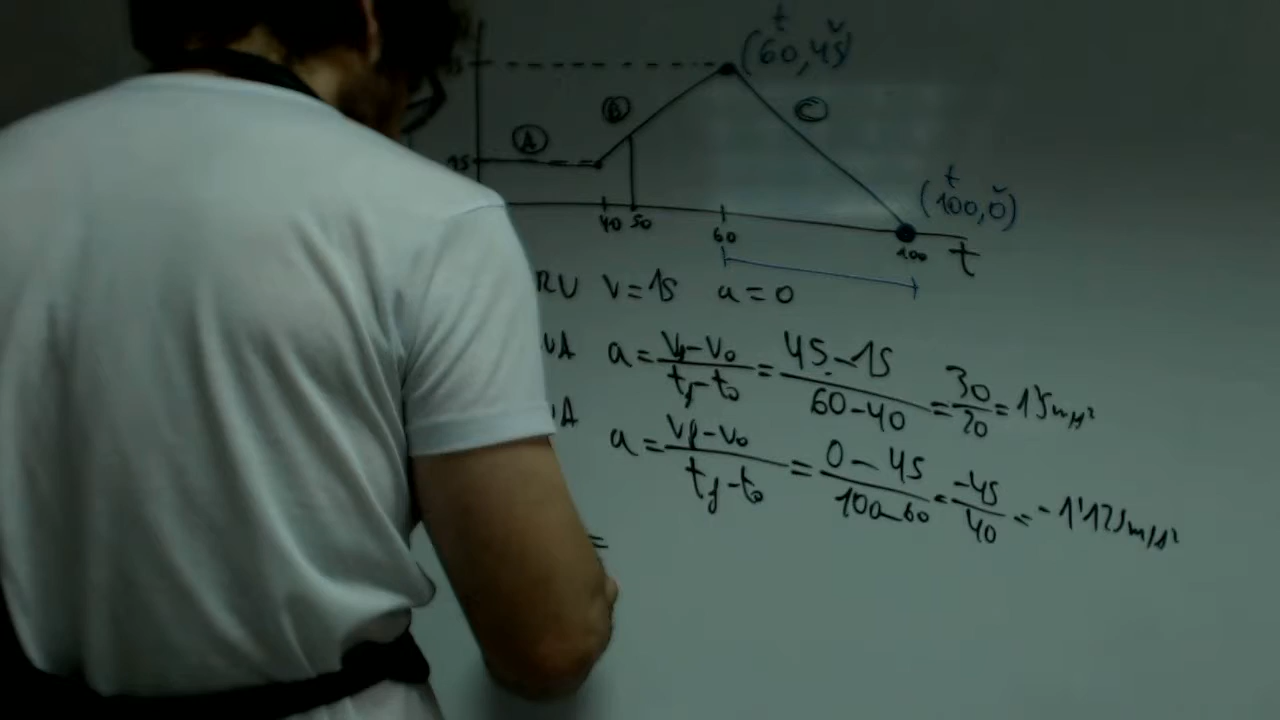 t
(60,45) v
B
C
A
15
t
(100,0) v
40 50
60
100
t
RU v=15 a=0
UA a = vf-v0 / tf-t0 = 45-15 / 60-40 = 30 / 20 = 1'5 m/s²
UA a = vf-v0 / tf-t0 = 0-45 / 100-60 = -45 / 40 = -1'125 m/s²
=